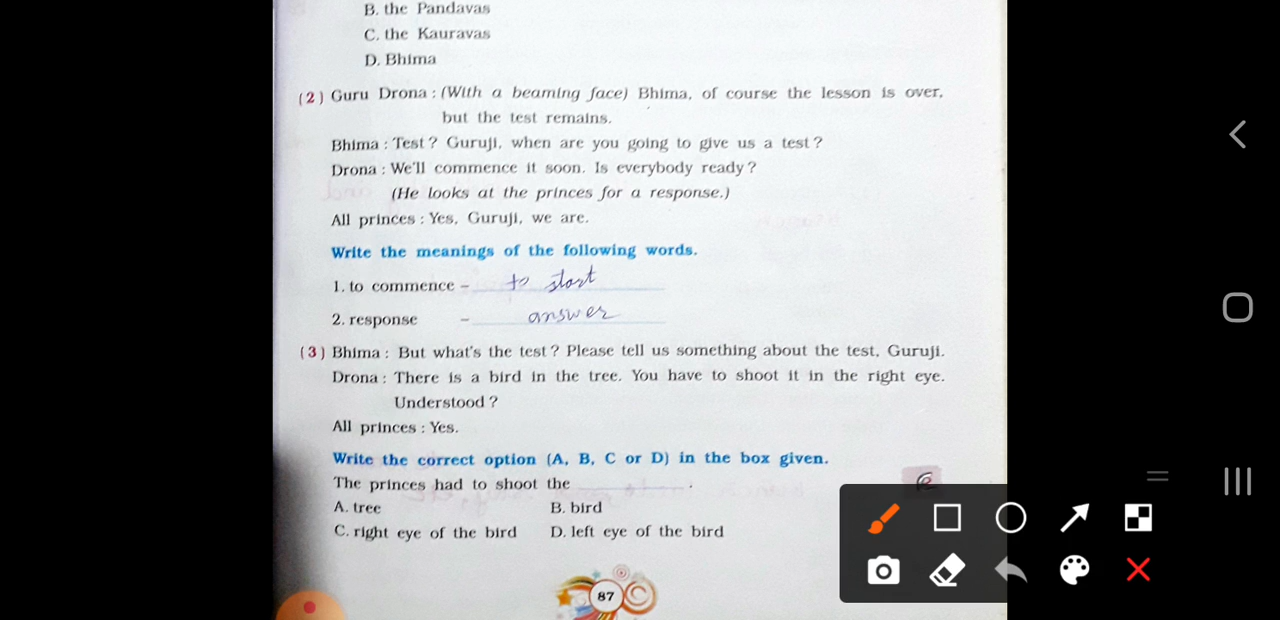 B. the Pandavas
C. the Kauravas
D. Bhima
(2) Guru Drona : (With a beaming face) Bhima, of course the lesson is over,
but the test remains.
Bhima : Test? Guruji, when are you going to give us a test?
Drona : We'll commence it soon. Is everybody ready?
(He looks at the princes for a response.)
All princes : Yes, Guruji, we are.
Write the meanings of the following words.
1. to commence – to start
2. response – answer
(3) Bhima : But what's the test? Please tell us something about the test, Guruji.
Drona : There is a bird in the tree. You have to shoot it in the right eye.
Understood?
All princes : Yes.
Write the correct option (A, B, C or D) in the box given.
The princes had to shoot the ________.
A. tree B. bird
C. right eye of the bird D. left eye of the bird
87